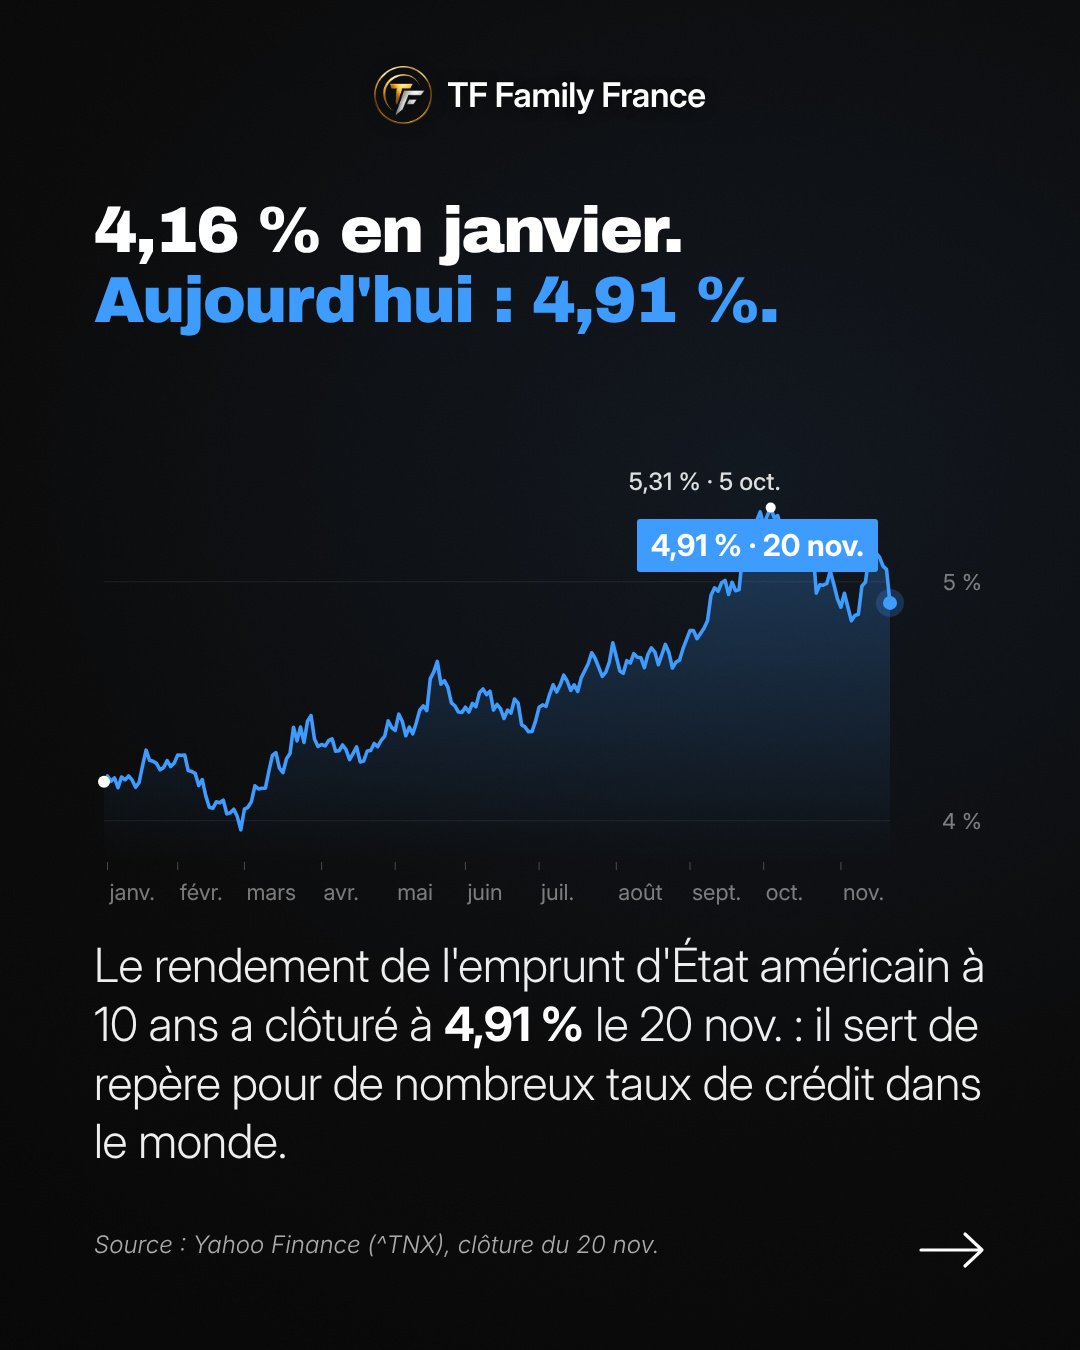 TF Family France
4,16 % en janvier.
Aujourd'hui : 4,91 %.
5,31 % · 5 oct.
4,91 % · 20 nov.
5 %
4 %
janv. févr. mars avr. mai juin juil. août sept. oct. nov.
Le rendement de l'emprunt d'État américain à
10 ans a clôturé à 4,91 % le 20 nov. : il sert de
repère pour de nombreux taux de crédit dans
le monde.
Source : Yahoo Finance (^TNX), clôture du 20 nov.